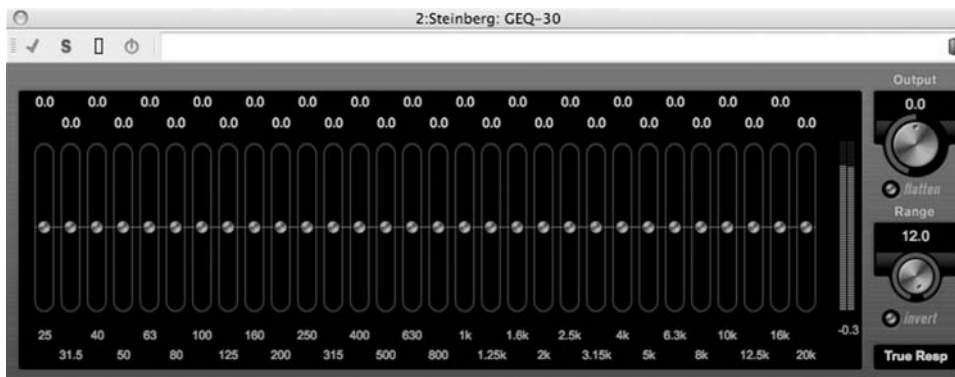 2:Steinberg: GEQ-30
S
Output
0.0 0.0 0.0 0.0 0.0 0.0 0.0 0.0 0.0 0.0 0.0 0.0 0.0 0.0 0.0
0.0
0.0 0.0 0.0 0.0 0.0 0.0 0.0 0.0 0.0 0.0 0.0 0.0 0.0 0.0 0.0
flatten
Range
12.0
invert
25 40 63 100 160 250 400 630 1k 1.6k 2.5k 4k 6.3k 10k 16k
-0.3
31.5 50 80 125 200 315 500 800 1.25k 2k 3.15k 5k 8k 12.5k 20k
True Resp